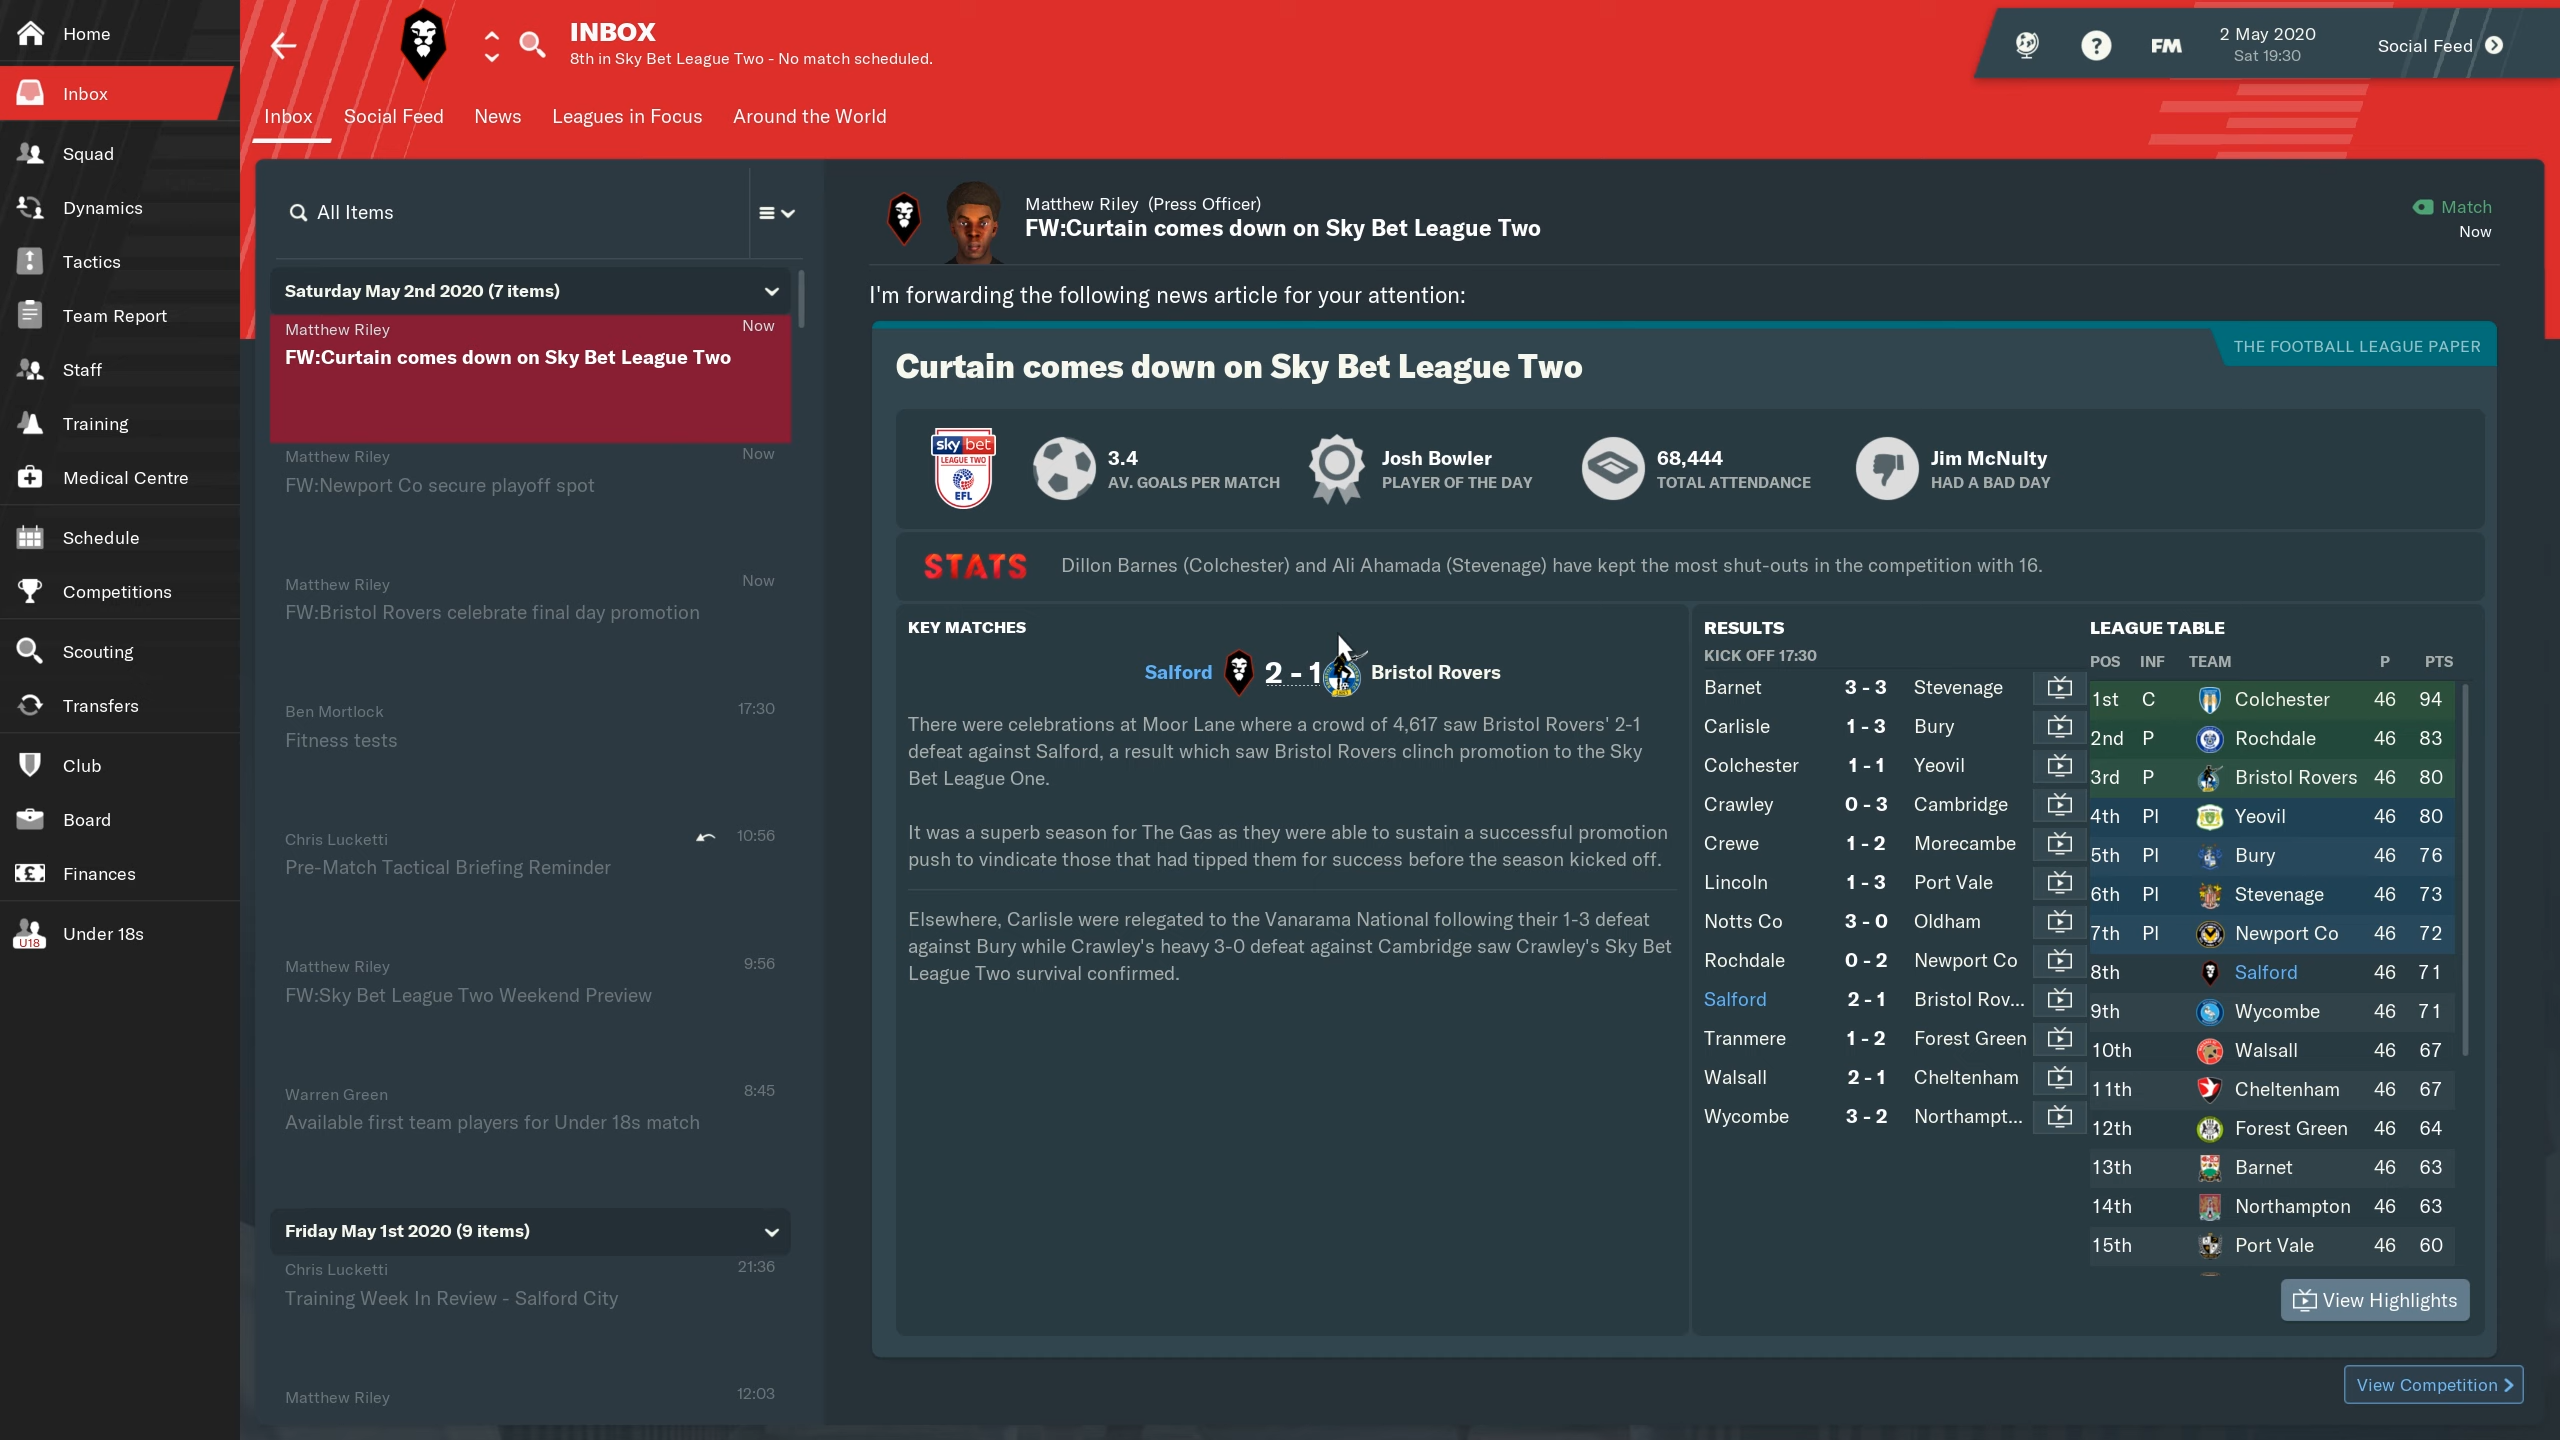 Home
Inbox
Squad
Dynamics
Tactics
Team Report
Staff
Training
Medical Centre
Schedule
Competitions
Scouting
Transfers
Club
Board
Finances
U18
Under 18s
INBOX
8th in Sky Bet League Two - No match scheduled.
?
FM
2 May 2020
Sat 19:30
Social Feed
Inbox Social Feed News Leagues in Focus Around the World
All Items
Saturday May 2nd 2020 (7 items)
Matthew Riley Now
FW:Curtain comes down on Sky Bet League Two
Matthew Riley Now
FW:Newport Co secure playoff spot
Matthew Riley Now
FW:Bristol Rovers celebrate final day promotion
Ben Mortlock 17:30
Fitness tests
Chris Lucketti 10:56
Pre-Match Tactical Briefing Reminder
Matthew Riley 9:56
FW:Sky Bet League Two Weekend Preview
Warren Green 8:45
Available first team players for Under 18s match
Friday May 1st 2020 (9 items)
Chris Lucketti 21:36
Training Week In Review - Salford City
Matthew Riley 12:03
Matthew Riley (Press Officer)
FW:Curtain comes down on Sky Bet League Two
Match
Now
I'm forwarding the following news article for your attention:
THE FOOTBALL LEAGUE PAPER
Curtain comes down on Sky Bet League Two
sky bet
LEAGUE TWO
EFL
3.4
AV. GOALS PER MATCH
Josh Bowler
PLAYER OF THE DAY
68,444
TOTAL ATTENDANCE
Jim McNulty
HAD A BAD DAY
STATS
Dillon Barnes (Colchester) and Ali Ahamada (Stevenage) have kept the most shut-outs in the competition with 16.
KEY MATCHES
Salford 2 - 1 Bristol Rovers
There were celebrations at Moor Lane where a crowd of 4,617 saw Bristol Rovers' 2-1
defeat against Salford, a result which saw Bristol Rovers clinch promotion to the Sky
Bet League One.
It was a superb season for The Gas as they were able to sustain a successful promotion
push to vindicate those that had tipped them for success before the season kicked off.
Elsewhere, Carlisle were relegated to the Vanarama National following their 1-3 defeat
against Bury while Crawley's heavy 3-0 defeat against Cambridge saw Crawley's Sky Bet
League Two survival confirmed.
RESULTS
KICK OFF 17:30
Barnet 3 - 3 Stevenage
Carlisle 1 - 3 Bury
Colchester 1 - 1 Yeovil
Crawley 0 - 3 Cambridge
Crewe 1 - 2 Morecambe
Lincoln 1 - 3 Port Vale
Notts Co 3 - 0 Oldham
Rochdale 0 - 2 Newport Co
Salford 2 - 1 Bristol Rov...
Tranmere 1 - 2 Forest Green
Walsall 2 - 1 Cheltenham
Wycombe 3 - 2 Northampt...
LEAGUE TABLE
POS INF TEAM P PTS
1st C Colchester 46 94
2nd P Rochdale 46 83
3rd P Bristol Rovers 46 80
4th Pl Yeovil 46 80
5th Pl Bury 46 76
6th Pl Stevenage 46 73
7th Pl Newport Co 46 72
8th Salford 46 71
9th Wycombe 46 71
10th Walsall 46 67
11th Cheltenham 46 67
12th Forest Green 46 64
13th Barnet 46 63
14th Northampton 46 63
15th Port Vale 46 60
View Highlights
View Competition